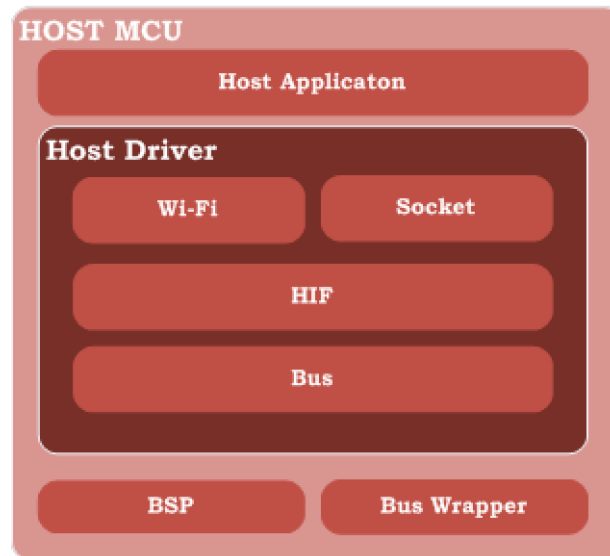 HOST MCU
Host Applicaton
Host Driver
Wi-Fi
Socket
HIF
Bus
BSP
Bus Wrapper